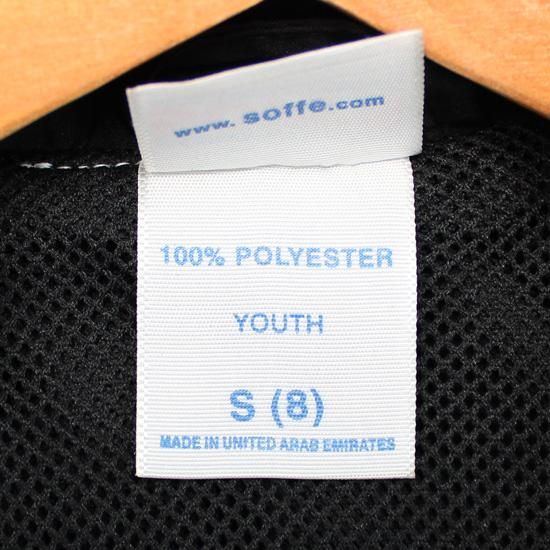 www. soffe.com
100% POLYESTER
YOUTH
S (8)
MADE IN UNITED ARAB EMIRATES